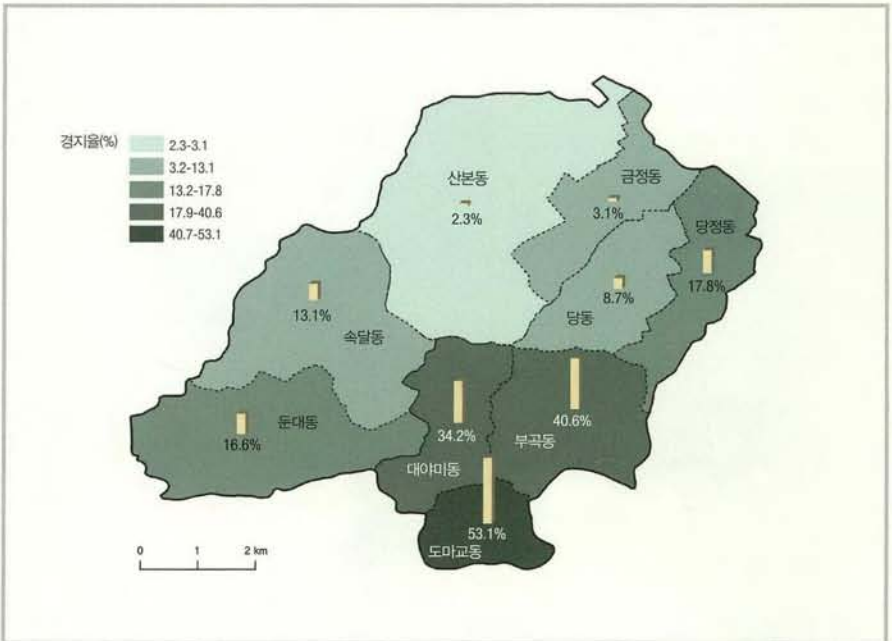 경지율(%)
2.3-3.1
3.2-13.1
13.2-17.8
17.9-40.6
40.7-53.1
산본동
2.3%
금정동
3.1%
당정동
17.8%
8.7%
당동
13.1%
속달동
둔대동
16.6%
34.2%
대야미동
40.6%
부곡동
53.1%
도마교동
0 1 2 km